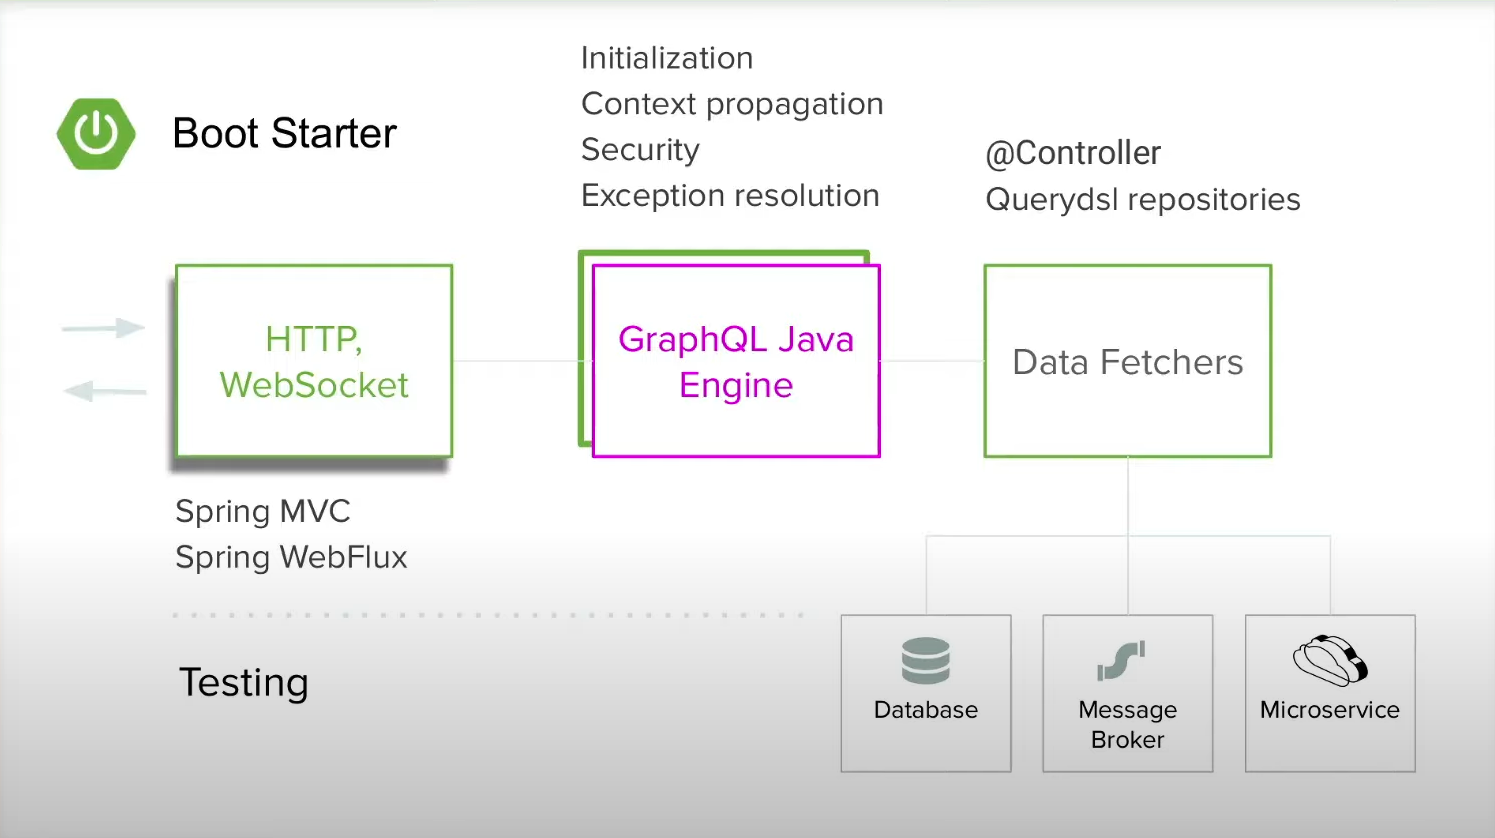 Boot Starter
Initialization
Context propagation
Security
Exception resolution
@Controller
Querydsl repositories
HTTP,
WebSocket
GraphQL Java
Engine
Data Fetchers
Spring MVC
Spring WebFlux
Testing
Database
Message
Broker
Microservice